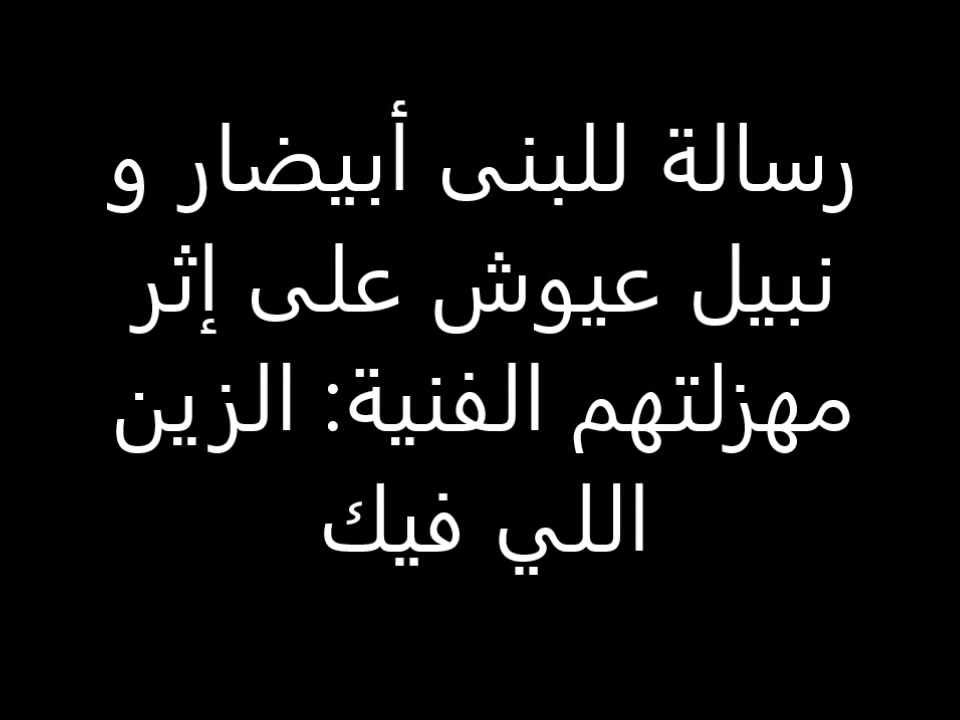 رسالة للبنى أبيضار و
نبيل عيوش على إثر
مهزلتهم الفنية: الزين
اللي فيك